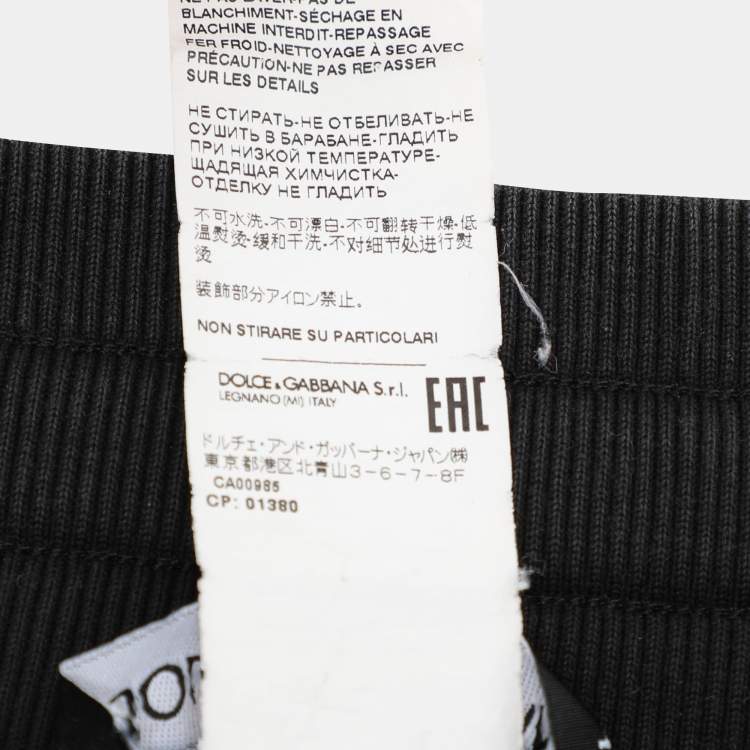 NE PAS LAVER-PAS DE
BLANCHIMENT-SÉCHAGE EN
MACHINE INTERDIT-REPASSAGE
FER FROID-NETTOYAGE À SEC AVEC
PRÉCAUTION-NE PAS REPASSER
SUR LES DETAILS
НЕ СТИРАТЬ-НЕ ОТБЕЛИВАТЬ-НЕ
СУШИТЬ В БАРАБАНЕ-ГЛАДИТЬ
ПРИ НИЗКОЙ ТЕМПЕРАТУРЕ-
ЩАДЯЩАЯ ХИМЧИСТКА-
ОТДЕЛКУ НЕ ГЛАДИТЬ
不可水洗-不可漂白-不可翻转干燥-低
温熨烫-缓和干洗-不对细节处进行熨
烫
装飾部分アイロン禁止。
NON STIRARE SU PARTICOLARI
DOLCE & GABBANA S.r.l.
LEGNANO (MI) ITALY
EAC
ドルチェ・アンド・ガッバーナ・ジャパン㈱
東京都港区北青山3-6-7-8F
CA00985
CP: 01380